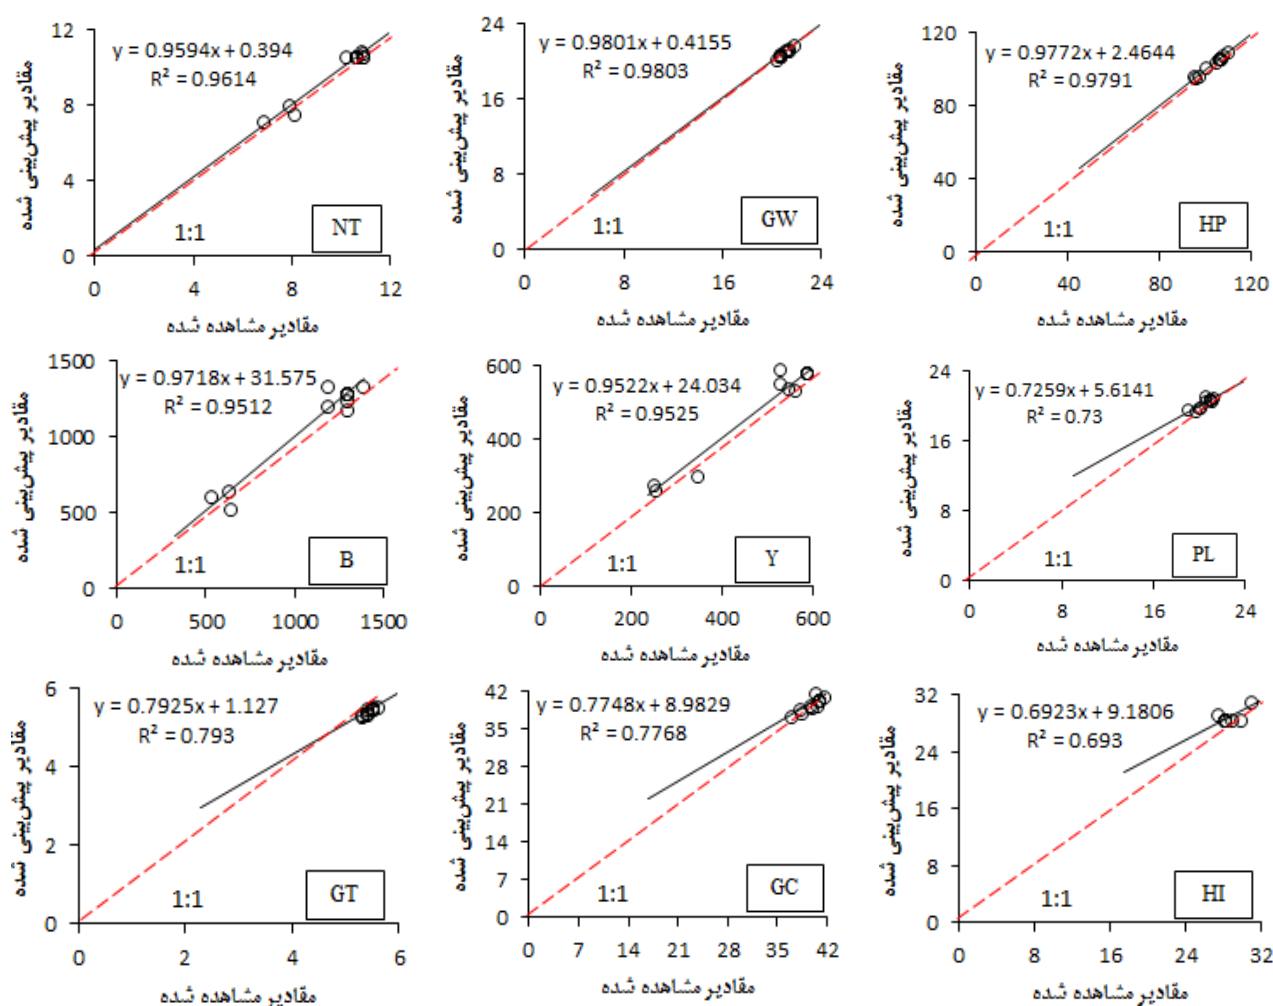 مقادیر پیش‌بینی شده
12
8
4
0
y = 0.9594x + 0.394
R² = 0.9614
1:1
NT
0 4 8 12
مقادیر مشاهده شده
مقادیر پیش‌بینی شده
24
16
8
0
y = 0.9801x + 0.4155
R² = 0.9803
1:1
GW
0 8 16 24
مقادیر مشاهده شده
مقادیر پیش‌بینی شده
120
80
40
0
y = 0.9772x + 2.4644
R² = 0.9791
1:1
HP
0 40 80 120
مقادیر مشاهده شده
مقادیر پیش‌بینی شده
1500
1000
500
0
y = 0.9718x + 31.575
R² = 0.9512
1:1
B
0 500 1000 1500
مقادیر مشاهده شده
مقادیر پیش‌بینی شده
600
400
200
0
y = 0.9522x + 24.034
R² = 0.9525
1:1
Y
0 200 400 600
مقادیر مشاهده شده
مقادیر پیش‌بینی شده
24
16
8
0
y = 0.7259x + 5.6141
R² = 0.73
1:1
PL
0 8 16 24
مقادیر مشاهده شده
مقادیر پیش‌بینی شده
6
4
2
0
y = 0.7925x + 1.127
R² = 0.793
1:1
GT
0 2 4 6
مقادیر مشاهده شده
مقادیر پیش‌بینی شده
42
35
28
21
14
7
0
y = 0.7748x + 8.9829
R² = 0.7768
1:1
GC
0 7 14 21 28 35 42
مقادیر مشاهده شده
مقادیر پیش‌بینی شده
32
24
16
8
0
y = 0.6923x + 9.1806
R² = 0.693
1:1
HI
0 8 16 24 32
مقادیر مشاهده شده